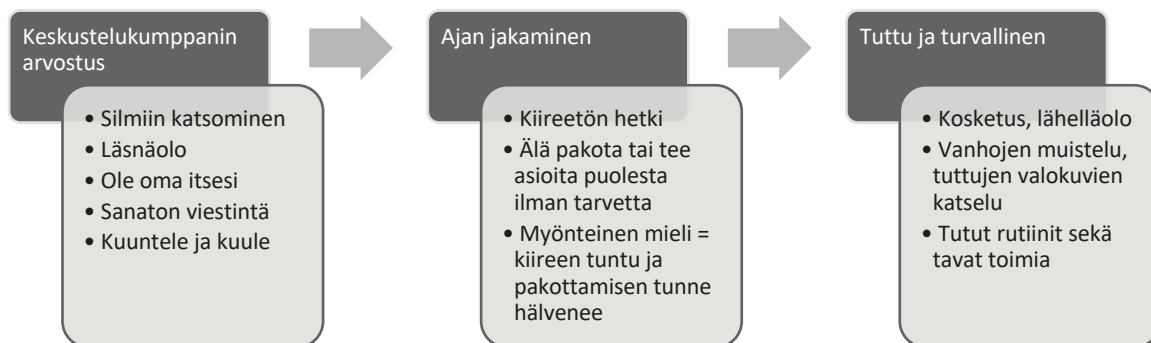 Keskustelukumppanin
arvostus
• Silmiin katsominen
• Läsnäolo
• Ole oma itsesi
• Sanaton viestintä
• Kuuntele ja kuule
Ajan jakaminen
• Kiireetön hetki
• Älä pakota tai tee
asioita puolesta
ilman tarvetta
• Myönteinen mieli =
kiireen tuntu ja
pakottamisen tunne
hälvenee
Tuttu ja turvallinen
• Kosketus, lähelläolo
• Vanhojen muistelu,
tuttujen valokuvien
katselu
• Tutut rutiinit sekä
tavat toimia